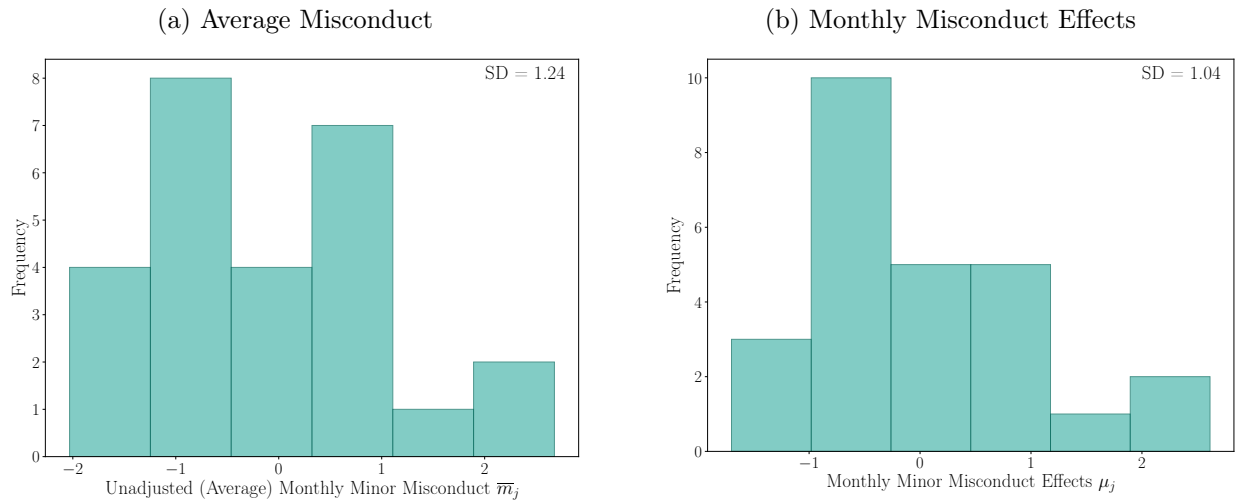 (a) Average Misconduct
SD = 1.24
8
7
6
5
4
3
2
1
0
Frequency
−2 −1 0 1 2
Unadjusted (Average) Monthly Minor Misconduct m̅_j
(b) Monthly Misconduct Effects
SD = 1.04
10
8
6
4
2
0
Frequency
−1 0 1 2
Monthly Minor Misconduct Effects μ_j